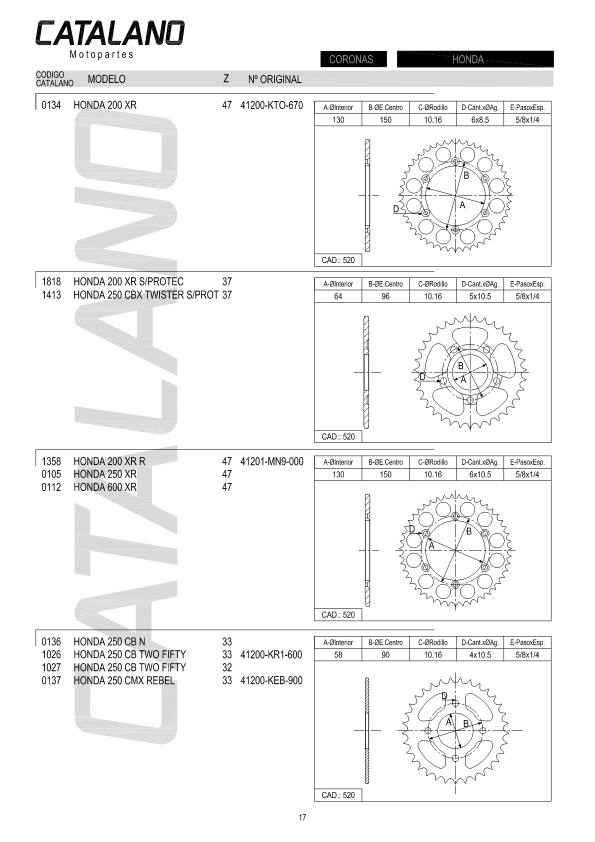 CATALANO
Motopartes
CORONAS HONDA
CODIGO CATALANO MODELO Z Nº ORIGINAL
0134 HONDA 200 XR 47 41200-KTO-670
A-ØInterior B-ØE.Centro C-ØRodillo D-Cant.xØAg. E-PasoxEsp.
130 150 10.16 6x8.5 5/8x1/4
B
A
D
CAD.: 520
1818 HONDA 200 XR S/PROTEC 37
1413 HONDA 250 CBX TWISTER S/PROT 37
A-ØInterior B-ØE.Centro C-ØRodillo D-Cant.xØAg. E-PasoxEsp.
64 96 10.16 5x10.5 5/8x1/4
B
D
A
CAD.: 520
1358 HONDA 200 XR R 47 41201-MN9-000
0105 HONDA 250 XR 47
0112 HONDA 600 XR 47
A-ØInterior B-ØE.Centro C-ØRodillo D-Cant.xØAg. E-PasoxEsp.
130 150 10.16 6x10.5 5/8x1/4
D
B
A
CAD.: 520
0136 HONDA 250 CB N 33
1026 HONDA 250 CB TWO FIFTY 33 41200-KR1-600
1027 HONDA 250 CB TWO FIFTY 32
0137 HONDA 250 CMX REBEL 33 41200-KEB-900
A-ØInterior B-ØE.Centro C-ØRodillo D-Cant.xØAg. E-PasoxEsp.
58 90 10.16 4x10.5 5/8x1/4
D
A B
CAD.: 520
CATALANO
17